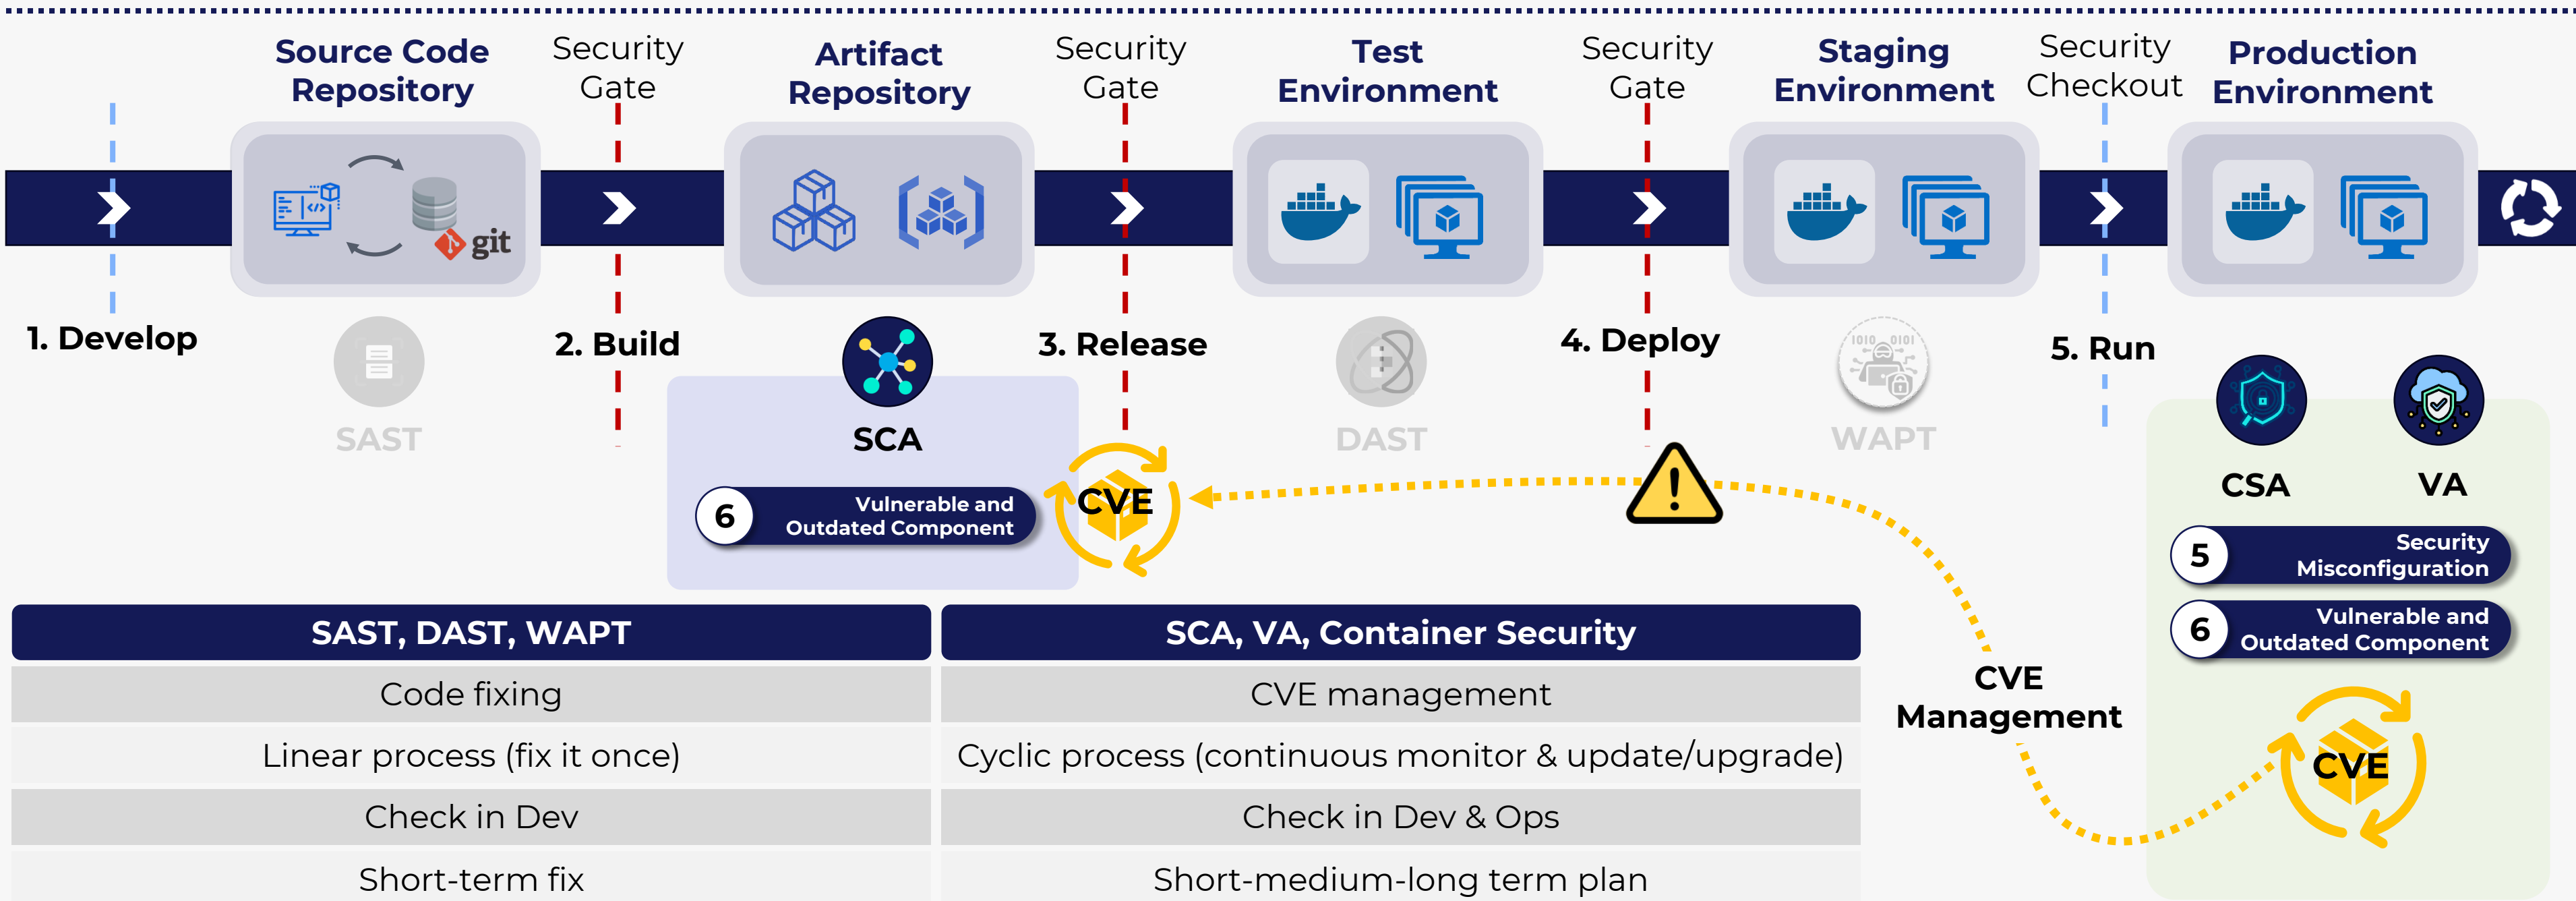 Source Code
Repository
Security
Gate
Artifact
Repository
Security
Gate
Test
Environment
Security
Gate
Staging
Environment
Security
Checkout
Production
Environment
git
1. Develop
2. Build
3. Release
4. Deploy
5. Run
SAST
SCA
DAST
1010 0101
WAPT
CSA
VA
6
Vulnerable and
Outdated Component
CVE
5
Security
Misconfiguration
6
Vulnerable and
Outdated Component
CVE
Management
CVE
SAST, DAST, WAPT
SCA, VA, Container Security
Code fixing
CVE management
Linear process (fix it once)
Cyclic process (continuous monitor & update/upgrade)
Check in Dev
Check in Dev & Ops
Short-term fix
Short-medium-long term plan